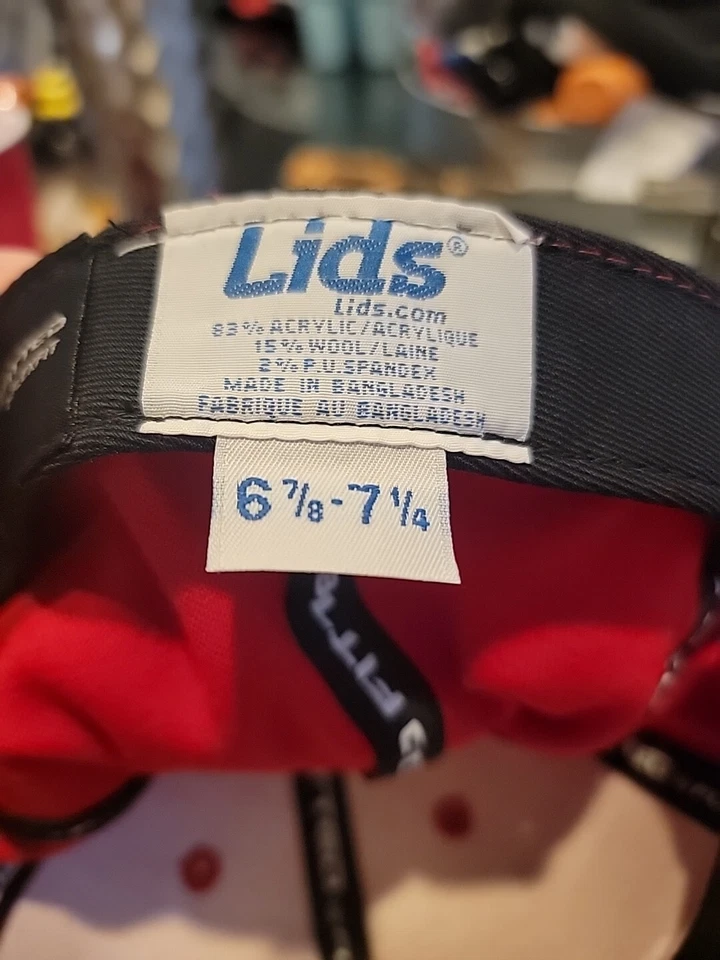 Lids®
Lids.com
83% ACRYLIC/ACRYLIQUE
15% WOOL/LAINE
2% P.U.SPANDEX
MADE IN BANGLADESH
FABRIQUE AU BANGLADESH
6 7/8 - 7 1/4